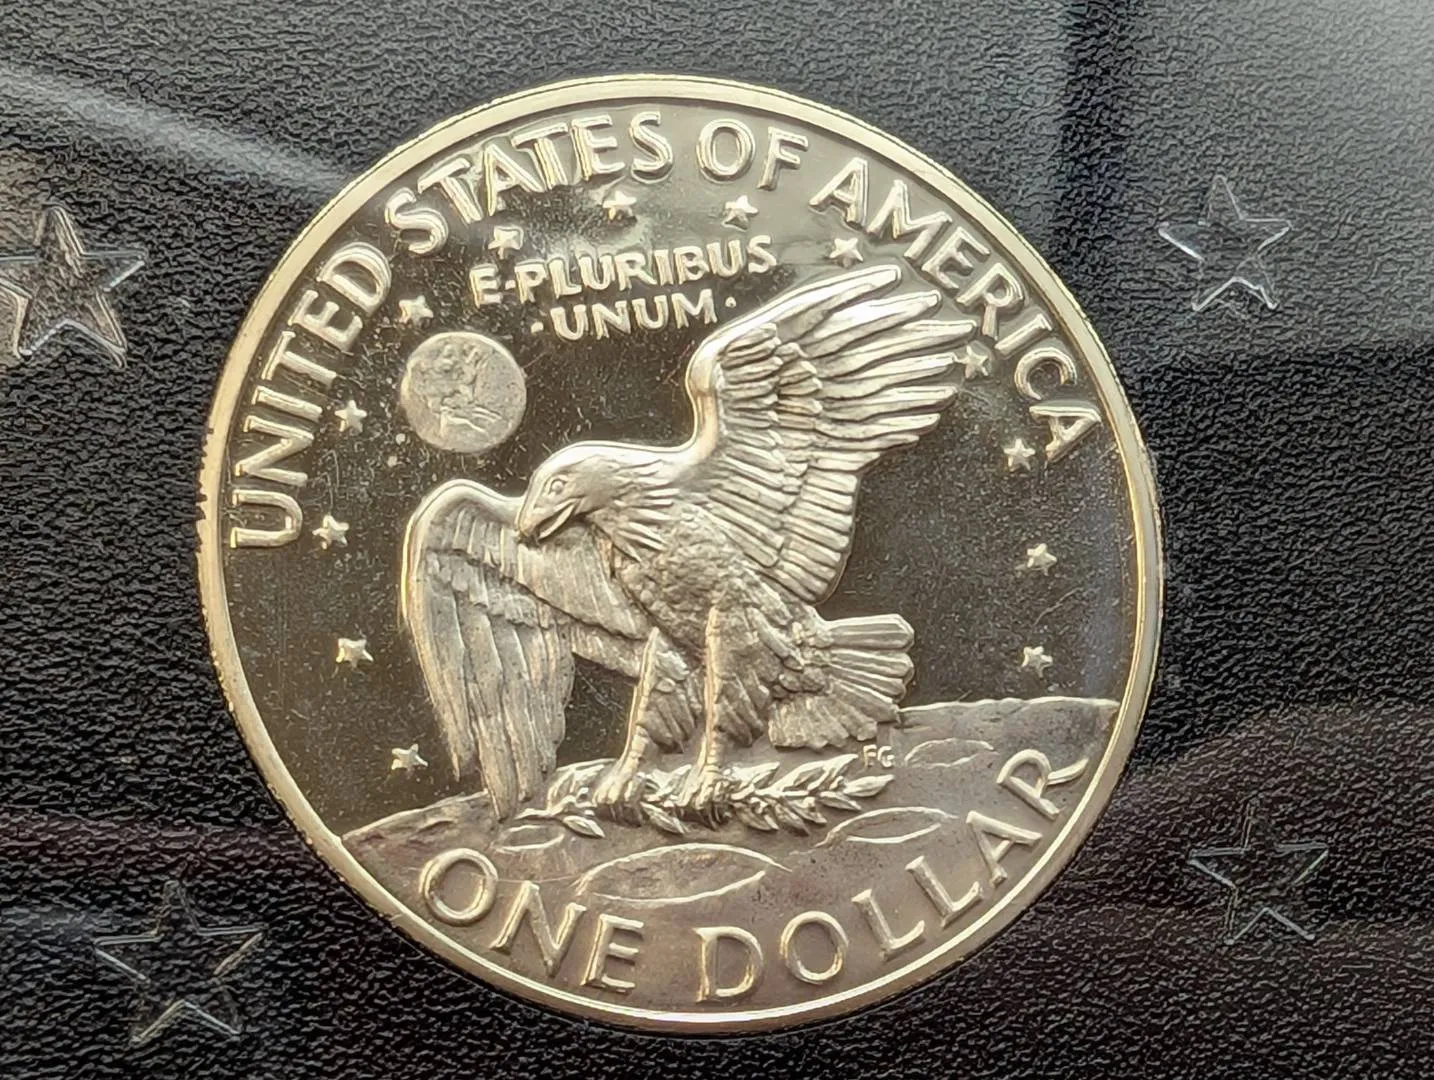 UNITED STATES OF AMERICA
E·PLURIBUS
·UNUM·
FG
ONE DOLLAR